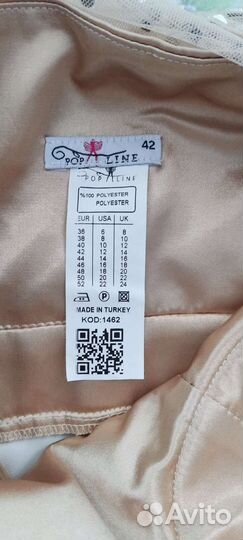 POP LINE 42
POP LINE
%100 POLYESTER
POLYESTER
EUR USA UK
36 6 8
38 8 10
40 10 12
42 12 14
44 14 16
46 16 18
48 18 20
50 20 22
52 22 24
P
MADE IN TURKEY
KOD:1462
Avito